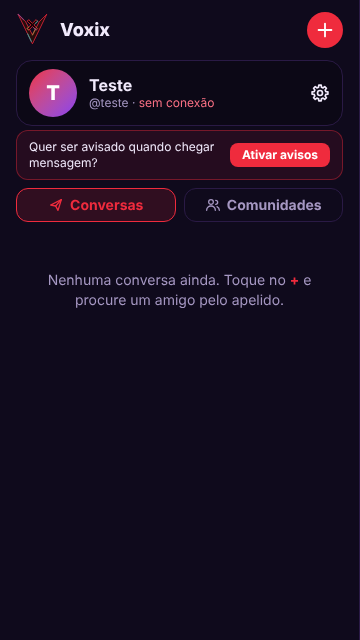 Voxix
T
Teste
@teste · sem conexão
Quer ser avisado quando chegar
mensagem?
Ativar avisos
Conversas
Comunidades
Nenhuma conversa ainda. Toque no + e
procure um amigo pelo apelido.